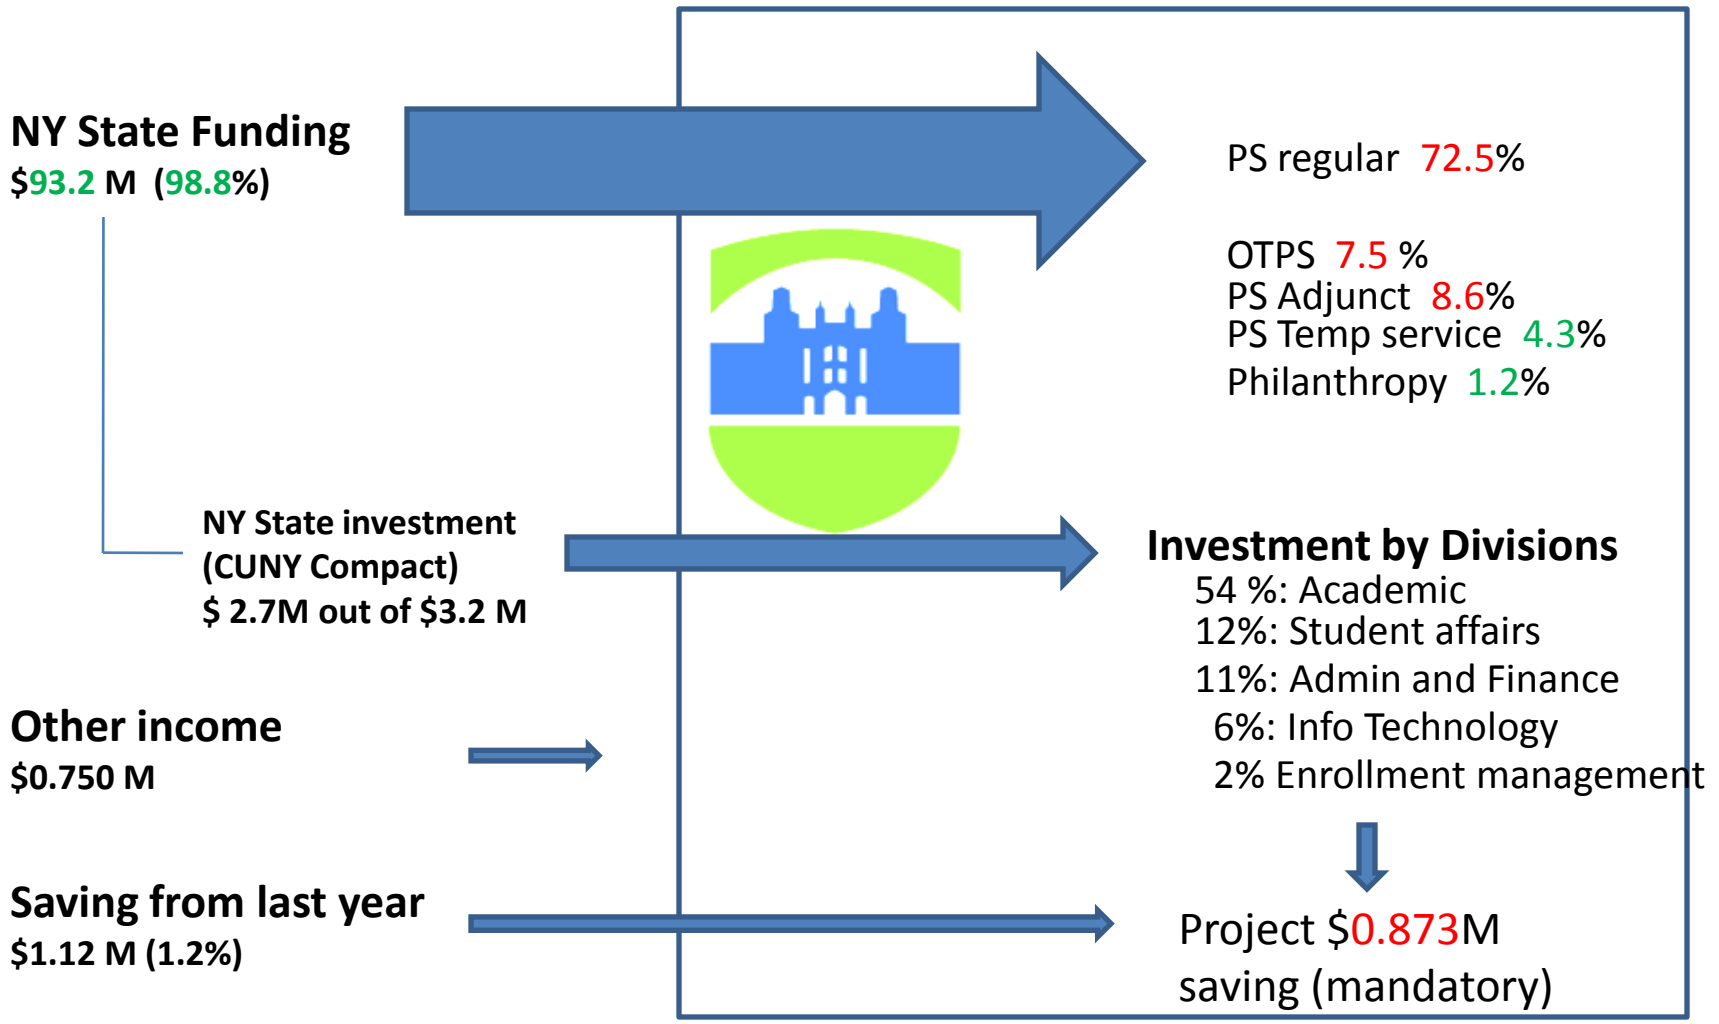 NY State Funding
$93.2 M (98.8%)
PS regular 72.5%
OTPS 7.5 %
PS Adjunct 8.6%
PS Temp service 4.3%
Philanthropy 1.2%
NY State investment
(CUNY Compact)
$ 2.7M out of $3.2 M
Investment by Divisions
54 %: Academic
12%: Student affairs
11%: Admin and Finance
6%: Info Technology
2% Enrollment management
Other income
$0.750 M
Saving from last year
$1.12 M (1.2%)
Project $0.873M
saving (mandatory)